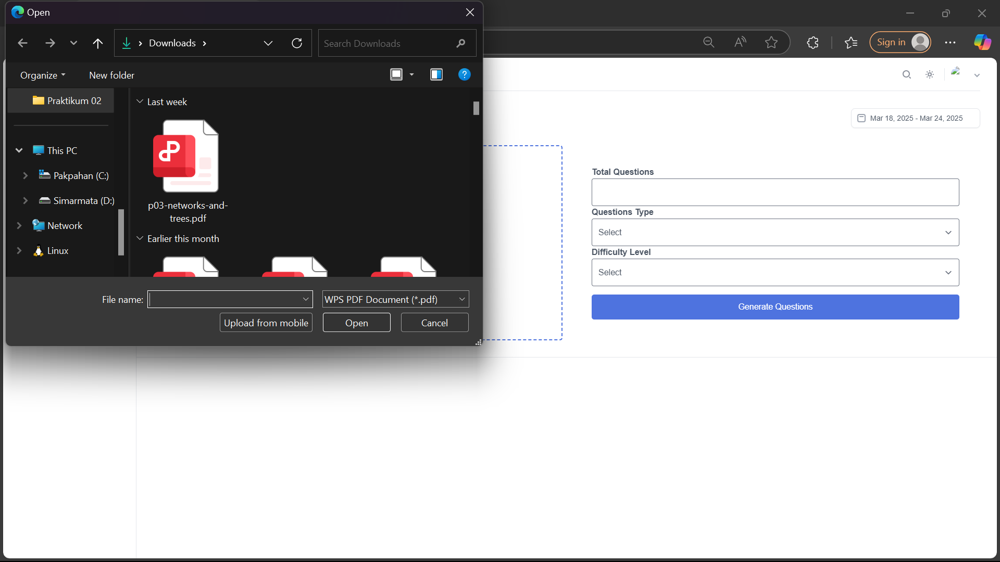 Open
Downloads
Search Downloads
Sign in
Organize
New folder
Praktikum 02
This PC
Pakpahan (C:)
Simarmata (D:)
Network
Linux
Last week
p03-networks-and-
trees.pdf
Earlier this month
File name:
WPS PDF Document (*.pdf)
Upload from mobile
Open
Cancel
Mar 18, 2025 - Mar 24, 2025
Total Questions
Questions Type
Select
Difficulty Level
Select
Generate Questions